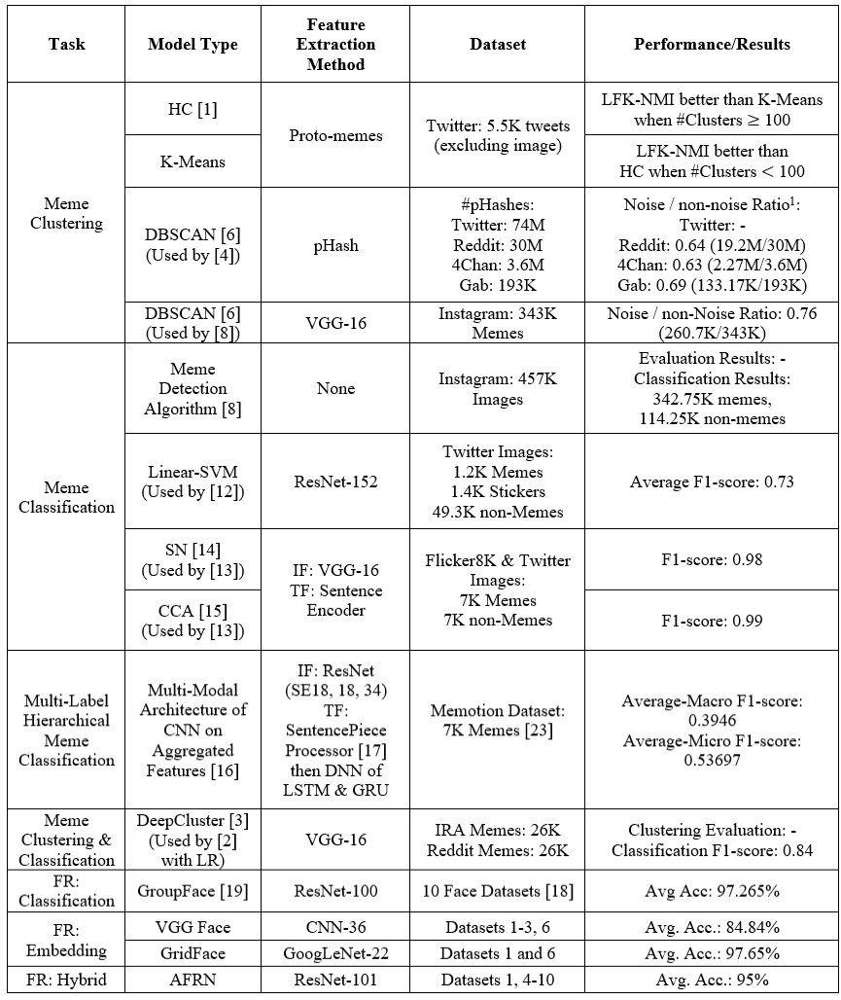 Task
Model Type
Feature
Extraction
Method
Dataset
Performance/Results
Meme
Clustering
HC [1]
Proto-memes
Twitter: 5.5K tweets
(excluding image)
LFK-NMI better than K-Means
when #Clusters ≥ 100
K-Means
LFK-NMI better than
HC when #Clusters < 100
DBSCAN [6]
(Used by [4])
pHash
#pHashes:
Twitter: 74M
Reddit: 30M
4Chan: 3.6M
Gab: 193K
Noise / non-noise Ratio¹:
Twitter: -
Reddit: 0.64 (19.2M/30M)
4Chan: 0.63 (2.27M/3.6M)
Gab: 0.69 (133.17K/193K)
DBSCAN [6]
(Used by [8])
VGG-16
Instagram: 343K
Memes
Noise / non-Noise Ratio: 0.76
(260.7K/343K)
Meme
Classification
Meme
Detection
Algorithm [8]
None
Instagram: 457K
Images
Evaluation Results: -
Classification Results:
342.75K memes,
114.25K non-memes
Linear-SVM
(Used by [12])
ResNet-152
Twitter Images:
1.2K Memes
1.4K Stickers
49.3K non-Memes
Average F1-score: 0.73
SN [14]
(Used by [13])
IF: VGG-16
TF: Sentence
Encoder
Flicker8K & Twitter
Images:
7K Memes
7K non-Memes
F1-score: 0.98
CCA [15]
(Used by [13])
F1-score: 0.99
Multi-Label
Hierarchical
Meme
Classification
Multi-Modal
Architecture of
CNN on
Aggregated
Features [16]
IF: ResNet
(SE18, 18, 34)
TF:
SentencePiece
Processor [17]
then DNN of
LSTM & GRU
Memotion Dataset:
7K Memes [23]
Average-Macro F1-score:
0.3946
Average-Micro F1-score:
0.53697
Meme
Clustering &
Classification
DeepCluster [3]
(Used by [2]
with LR)
VGG-16
IRA Memes: 26K
Reddit Memes: 26K
Clustering Evaluation: -
Classification F1-score: 0.84
FR:
Classification
GroupFace [19]
ResNet-100
10 Face Datasets [18]
Avg Acc: 97.265%
FR:
Embedding
VGG Face
CNN-36
Datasets 1-3, 6
Avg. Acc.: 84.84%
GridFace
GoogLeNet-22
Datasets 1 and 6
Avg. Acc.: 97.65%
FR: Hybrid
AFRN
ResNet-101
Datasets 1, 4-10
Avg. Acc.: 95%